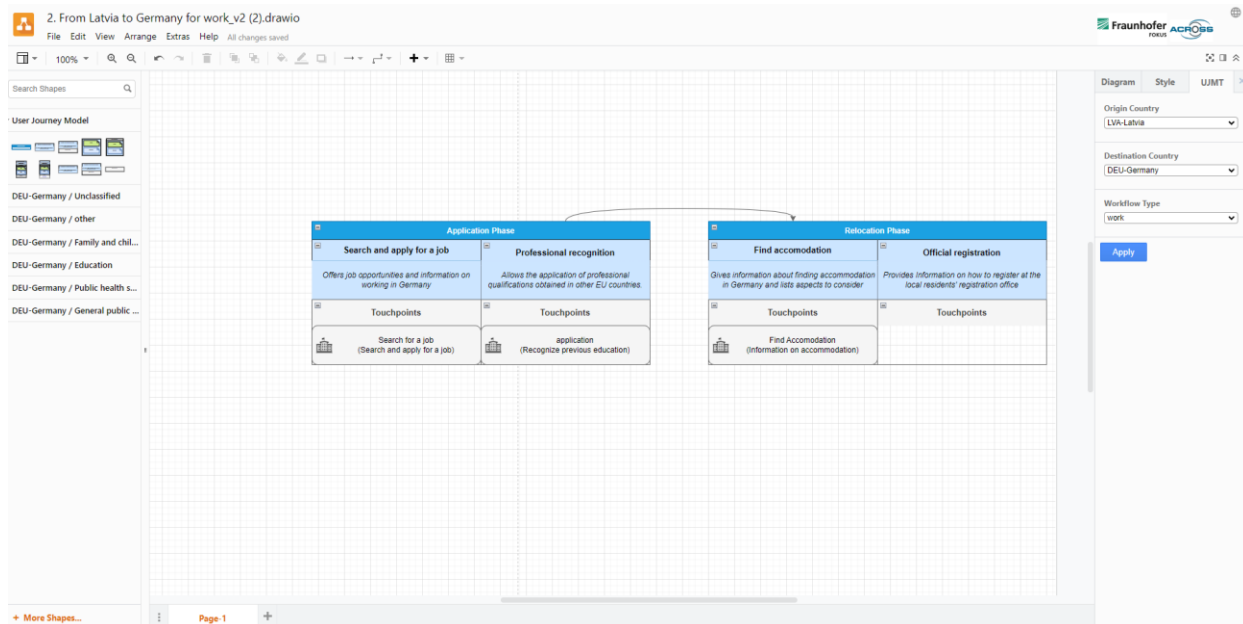 2. From Latvia to Germany for work_v2 (2).drawio
File Edit View Arrange Extras Help All changes saved
Fraunhofer
FOKUS
ACROSS
100%
Search Shapes
User Journey Model
DEU-Germany / Unclassified
DEU-Germany / other
DEU-Germany / Family and chil...
DEU-Germany / Education
DEU-Germany / Public health s...
DEU-Germany / General public ...
+ More Shapes...
Application Phase
Search and apply for a job
Offers job opportunities and information on
working in Germany
Touchpoints
Search for a job
(Search and apply for a job)
Professional recognition
Allows the application of professional
qualifications obtained in other EU countries.
Touchpoints
application
(Recognize previous education)
Relocation Phase
Find accomodation
Gives information about finding accommodation
in Germany and lists aspects to consider
Touchpoints
Find Accomodation
(Information on accommodation)
Official registration
Provides Information on how to register at the
local residents' registration office
Touchpoints
Page-1
Diagram Style UJMT
Origin Country
LVA-Latvia
Destination Country
DEU-Germany
Workflow Type
work
Apply